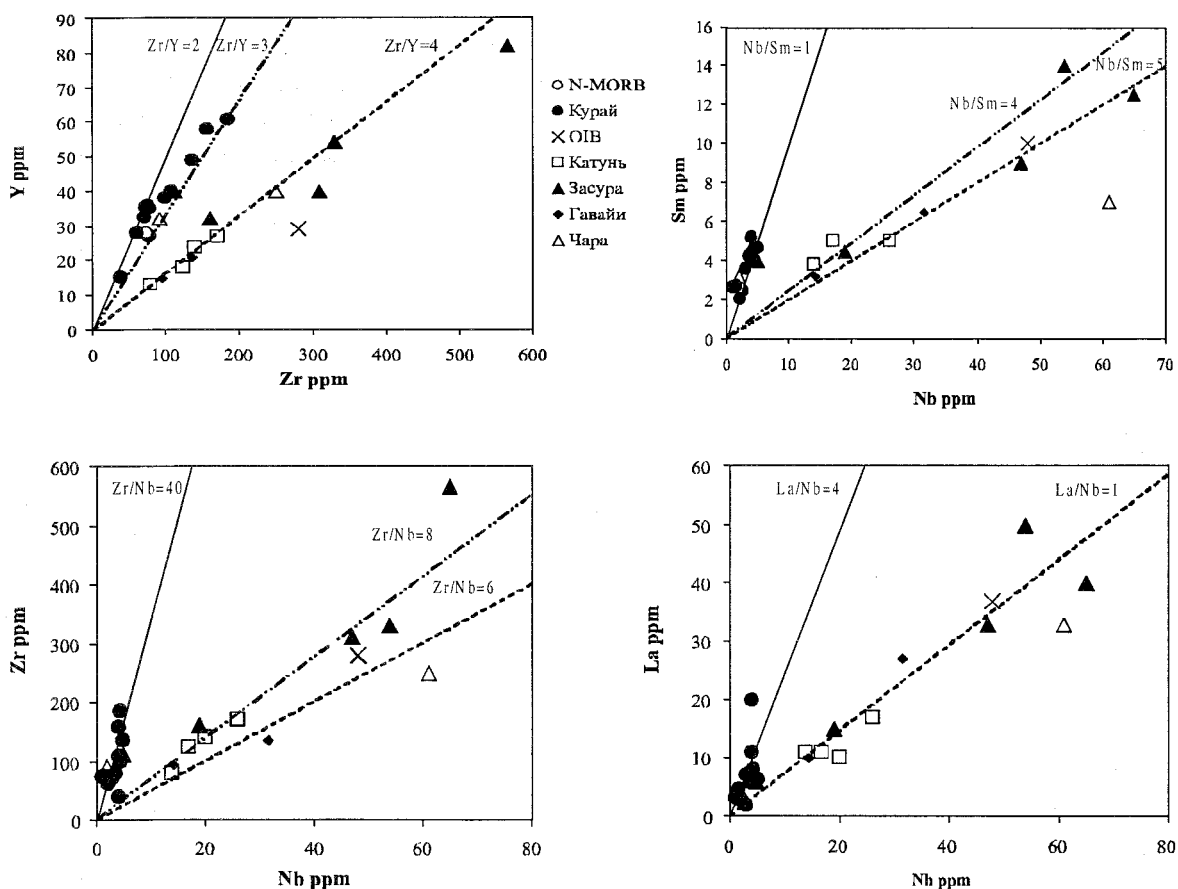 90
80
70
60
50
40
30
20
10
0
Y ppm
Zr/Y=2
Zr/Y=3
Zr/Y=4
0 100 200 300 400 500 600
Zr ppm
N-MORB
Курай
OIB
Катунь
Засура
Гавайи
Чара
16
14
12
10
8
6
4
2
0
Sm ppm
Nb/Sm=1
Nb/Sm=4
Nb/Sm=5
0 10 20 30 40 50 60 70
Nb ppm
600
500
400
300
200
100
0
Zr ppm
Zr/Nb=40
Zr/Nb=8
Zr/Nb=6
0 20 40 60 80
Nb ppm
60
50
40
30
20
10
0
La ppm
La/Nb=4
La/Nb=1
0 20 40 60 80
Nb ppm